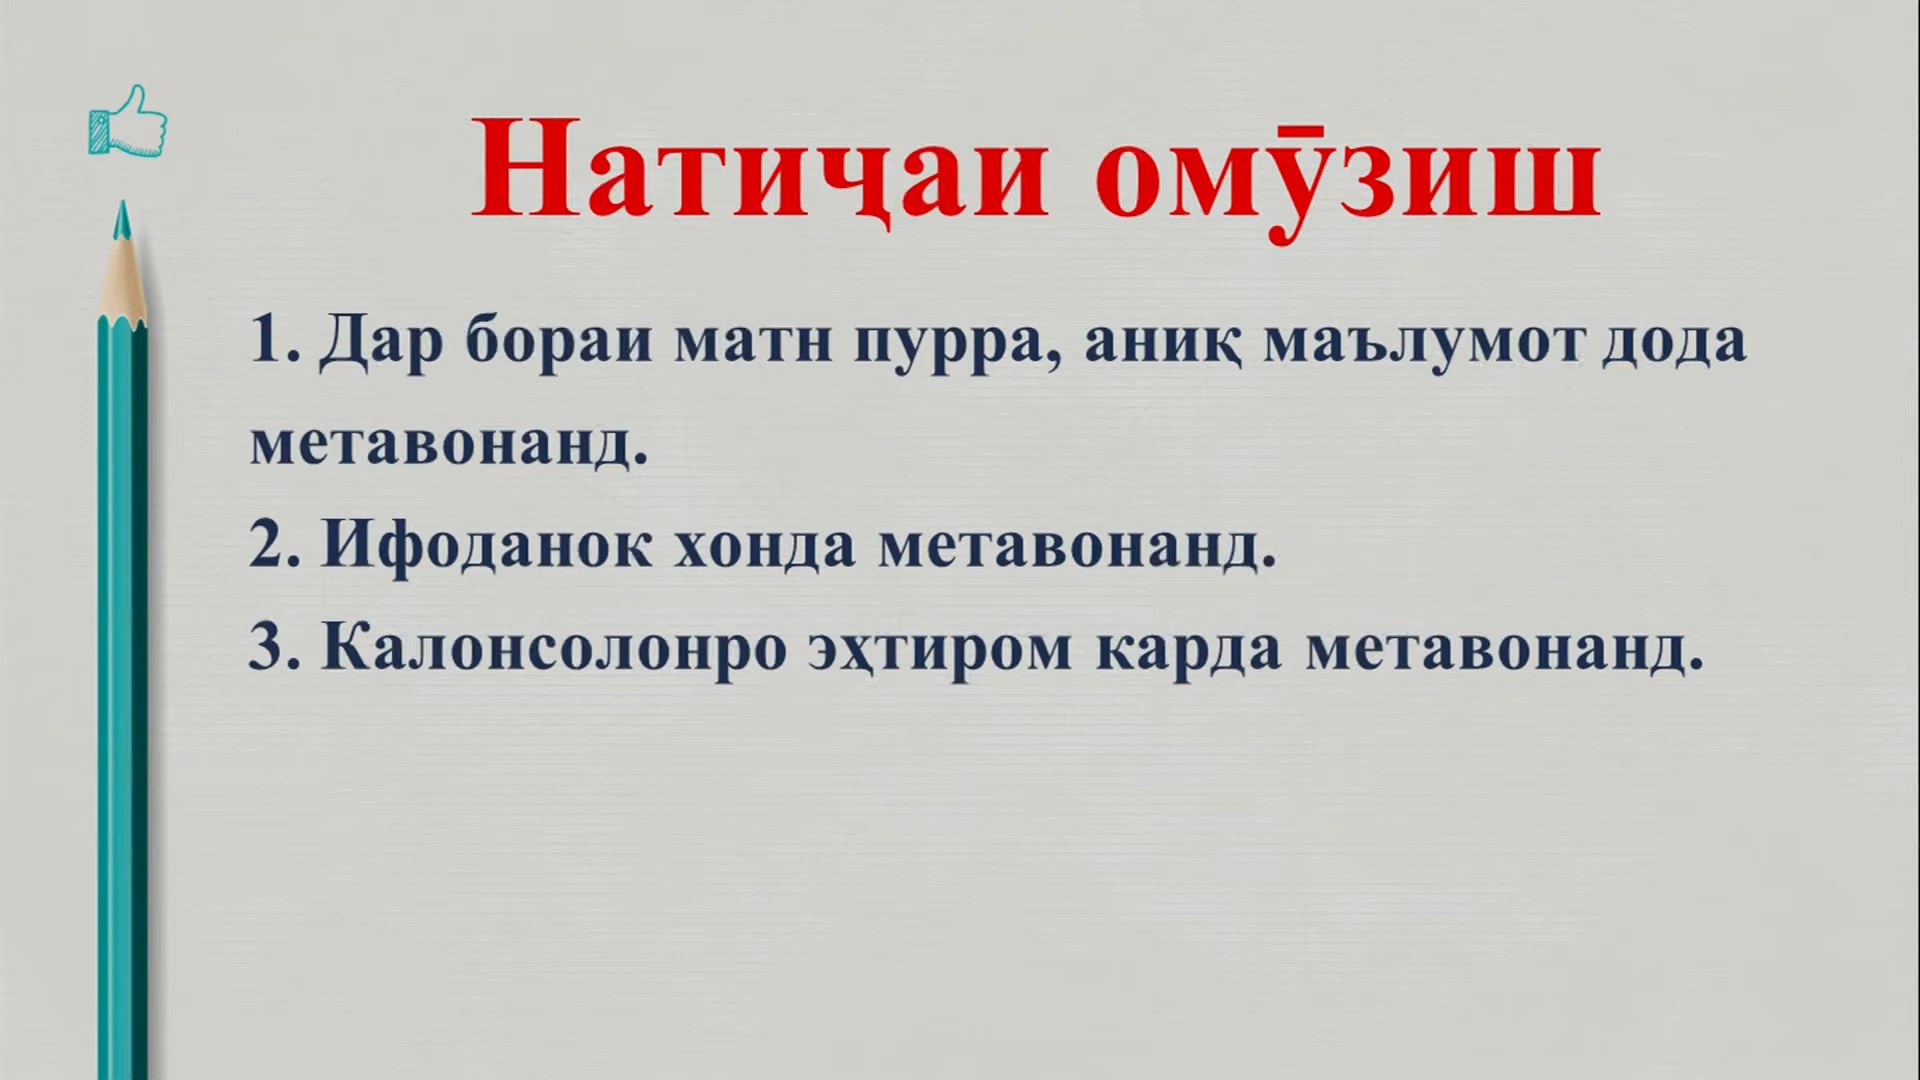 Натиҷаи омӯзиш
1. Дар бораи матн пурра, аниқ маълумот дода
метавонанд.
2. Ифоданок хонда метавонанд.
3. Калонсолонро эҳтиром карда метавонанд.